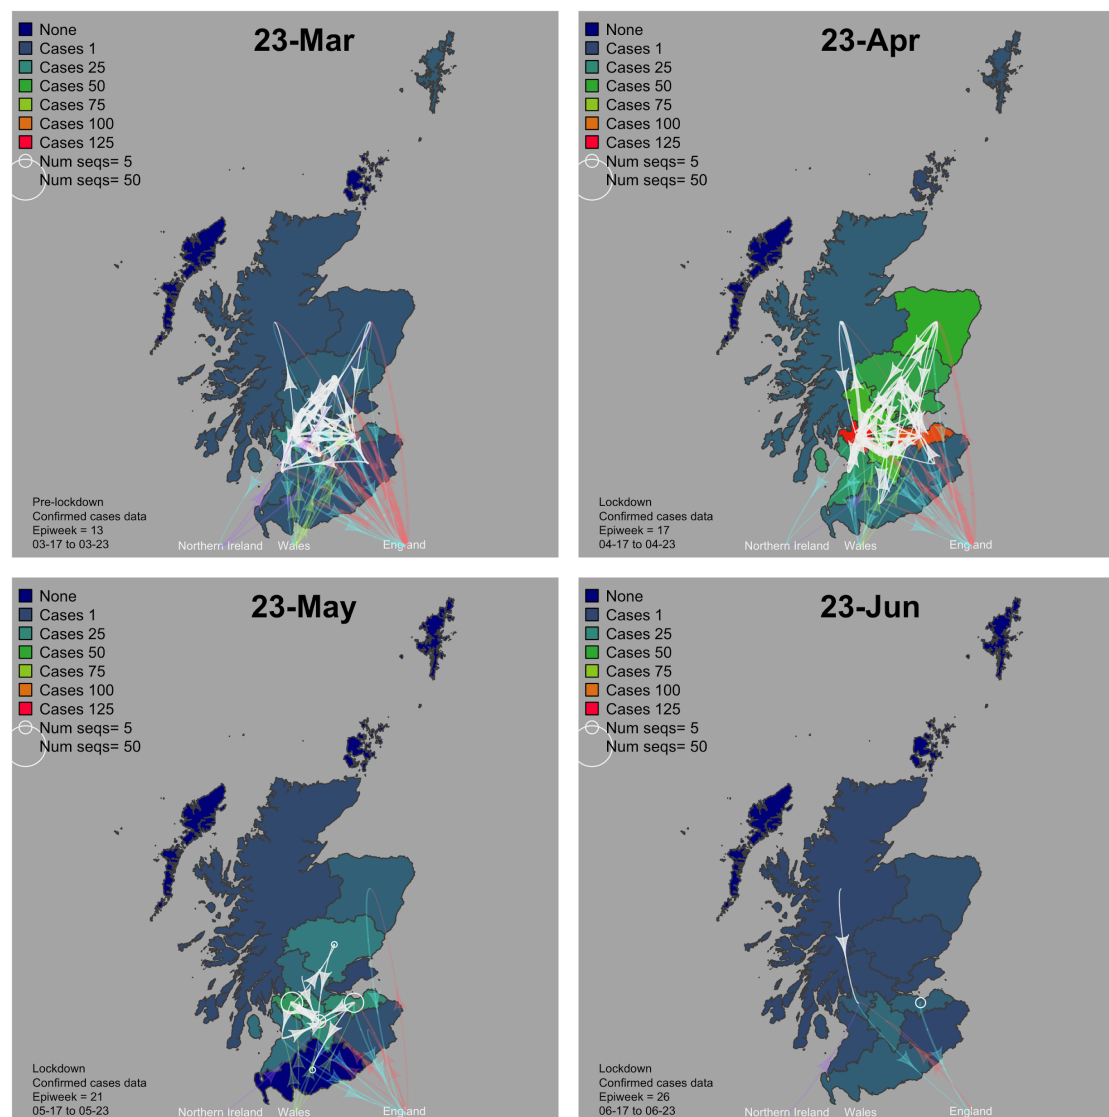 23-Mar
None
Cases 1
Cases 25
Cases 50
Cases 75
Cases 100
Cases 125
Num seqs= 5
Num seqs= 50
Pre-lockdown
Confirmed cases data
Epiweek = 13
03-17 to 03-23
Northern Ireland Wales England
23-Apr
None
Cases 1
Cases 25
Cases 50
Cases 75
Cases 100
Cases 125
Num seqs= 5
Num seqs= 50
Lockdown
Confirmed cases data
Epiweek = 17
04-17 to 04-23
Northern Ireland Wales England
23-May
None
Cases 1
Cases 25
Cases 50
Cases 75
Cases 100
Cases 125
Num seqs= 5
Num seqs= 50
Lockdown
Confirmed cases data
Epiweek = 21
05-17 to 05-23
Northern Ireland Wales England
23-Jun
None
Cases 1
Cases 25
Cases 50
Cases 75
Cases 100
Cases 125
Num seqs= 5
Num seqs= 50
Lockdown
Confirmed cases data
Epiweek = 26
06-17 to 06-23
Northern Ireland Wales England